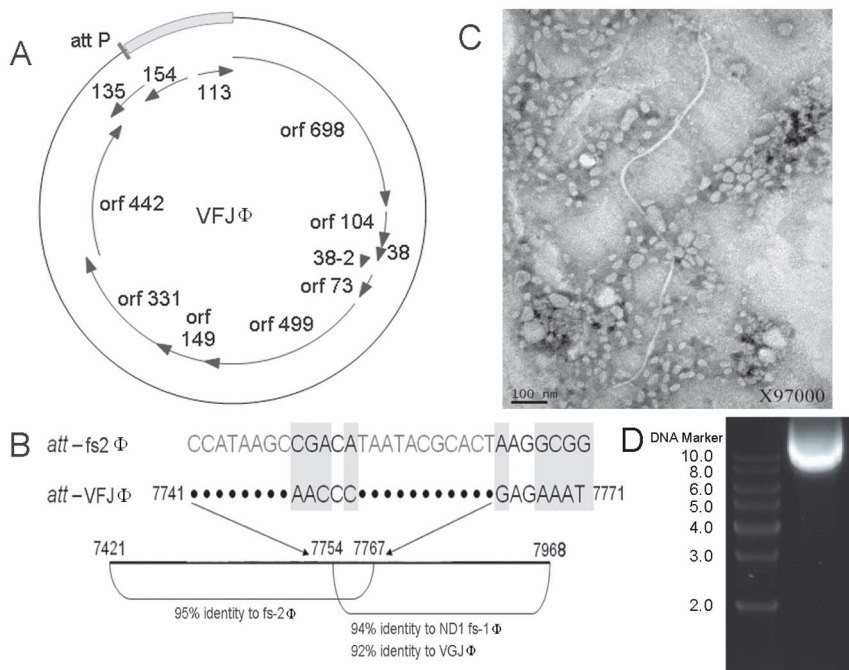 A
att P
135
154
113
orf 698
orf 442
VFJΦ
orf 104
38-2
38
orf 73
orf 331
orf
149
orf 499
C
100 nm
X97000
B
att–fs2 Φ CCATAAGCCGACATAATACGCACTAAGGCGG
att–VFJΦ 7741 ••••••••AACCC•••••••••••GAGAAAT 7771
7421 7754 7767 7968
95% identity to fs-2Φ
94% identity to ND1 fs-1Φ
92% identity to VGJΦ
D
DNA Marker
10.0
8.0
6.0
5.0
4.0
3.0
2.0